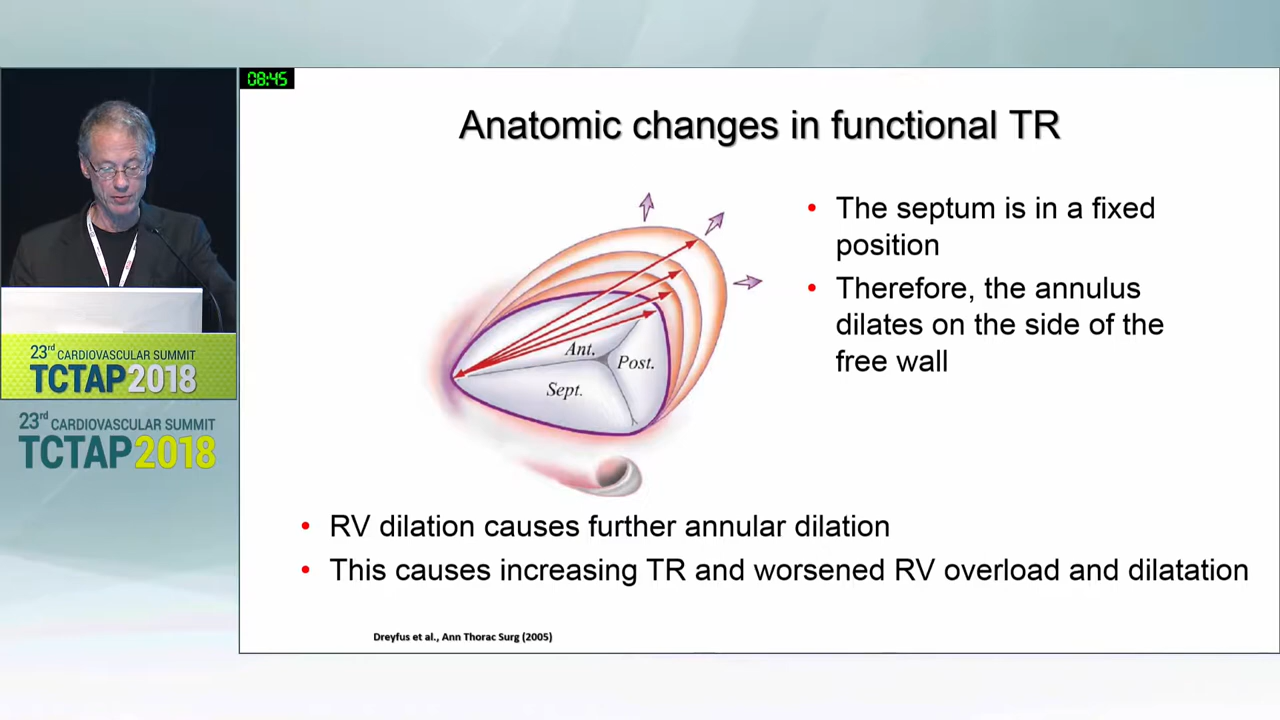 08:45
Anatomic changes in functional TR
• The septum is in a fixed
position
• Therefore, the annulus
dilates on the side of the
free wall
Ant.
Post.
Sept.
• RV dilation causes further annular dilation
• This causes increasing TR and worsened RV overload and dilatation
Dreyfus et al., Ann Thorac Surg (2005)
23rd CARDIOVASCULAR SUMMIT
TCTAP2018
23rd CARDIOVASCULAR SUMMIT
TCTAP2018